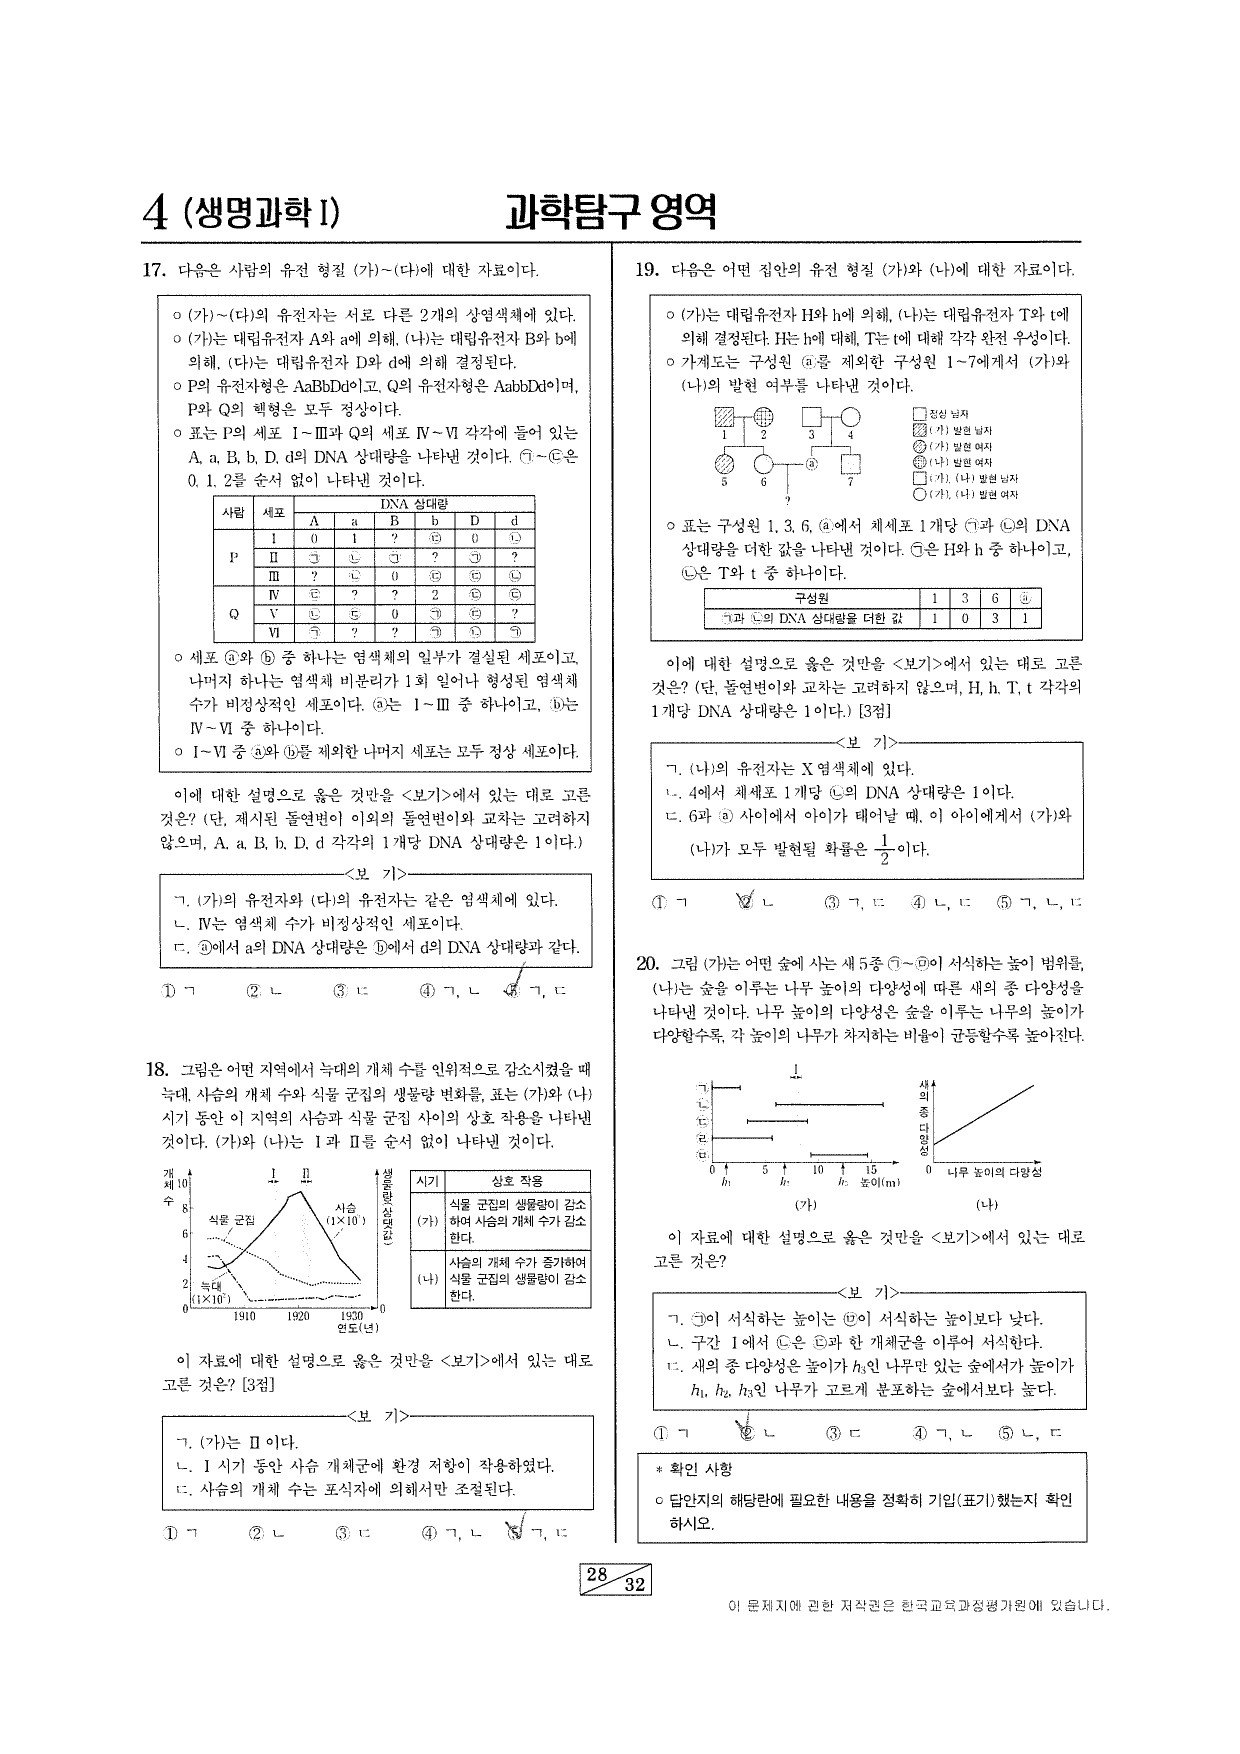 4 (생명과학 I)
과학탐구 영역
17. 다음은 사람의 유전 형질 (가)~(다)에 대한 자료이다.
○ (가)~(다)의 유전자는 서로 다른 2개의 상염색체에 있다.
○ (가)는 대립유전자 A와 a에 의해, (나)는 대립유전자 B와 b에
의해, (다)는 대립유전자 D와 d에 의해 결정된다.
○ P의 유전자형은 AaBbDd이고, Q의 유전자형은 AabbDd이며,
P와 Q의 핵형은 모두 정상이다.
○ 표는 P의 세포 Ⅰ~Ⅲ과 Q의 세포 Ⅳ~Ⅵ 각각에 들어 있는
A, a, B, b, D, d의 DNA 상대량을 나타낸 것이다. ㉠~㉢은
0, 1, 2를 순서 없이 나타낸 것이다.
사람 세포 DNA 상대량
A a B b D d
P Ⅰ 0 1 ? ㉢ 0 ㉡
Ⅱ ㉠ ㉡ ㉠ ? ㉠ ?
Ⅲ ? ㉡ 0 ㉢ ㉢ ㉡
Q Ⅳ ㉢ ? ? 2 ㉢ ㉢
Ⅴ ㉡ ㉢ 0 ㉠ ㉢ ?
Ⅵ ㉠ ? ? ㉠ ㉡ ㉠
○ 세포 ⓐ와 ⓑ 중 하나는 염색체의 일부가 결실된 세포이고,
나머지 하나는 염색체 비분리가 1회 일어나 형성된 염색체
수가 비정상적인 세포이다. ⓐ는 Ⅰ~Ⅲ 중 하나이고, ⓑ는
Ⅳ~Ⅵ 중 하나이다.
○ Ⅰ~Ⅵ 중 ⓐ와 ⓑ를 제외한 나머지 세포는 모두 정상 세포이다.
이에 대한 설명으로 옳은 것만을 <보기>에서 있는 대로 고른
것은? (단, 제시된 돌연변이 이외의 돌연변이와 교차는 고려하지
않으며, A, a, B, b, D, d 각각의 1개당 DNA 상대량은 1이다.)
<보 기>
ㄱ. (가)의 유전자와 (다)의 유전자는 같은 염색체에 있다.
ㄴ. Ⅳ는 염색체 수가 비정상적인 세포이다.
ㄷ. ⓐ에서 a의 DNA 상대량은 ⓑ에서 d의 DNA 상대량과 같다.
① ㄱ ② ㄴ ③ ㄷ ④ ㄱ, ㄴ ⑤ ㄱ, ㄷ
18. 그림은 어떤 지역에서 늑대의 개체 수를 인위적으로 감소시켰을 때
늑대, 사슴의 개체 수와 식물 군집의 생물량 변화를, 표는 (가)와 (나)
시기 동안 이 지역의 사슴과 식물 군집 사이의 상호 작용을 나타낸
것이다. (가)와 (나)는 Ⅰ과 Ⅱ를 순서 없이 나타낸 것이다.
개체 수
10
8
6
4
2
0
Ⅰ Ⅱ
식물 군집
사슴
(1×10⁴)
늑대
(1×10³)
생물량(상댓값)
0
1910 1920 1930
연도(년)
시기 상호 작용
(가) 식물 군집의 생물량이 감소
하여 사슴의 개체 수가 감소
한다.
(나) 사슴의 개체 수가 증가하여
식물 군집의 생물량이 감소
한다.
이 자료에 대한 설명으로 옳은 것만을 <보기>에서 있는 대로
고른 것은? [3점]
<보 기>
ㄱ. (가)는 Ⅱ이다.
ㄴ. Ⅰ 시기 동안 사슴 개체군에 환경 저항이 작용하였다.
ㄷ. 사슴의 개체 수는 포식자에 의해서만 조절된다.
① ㄱ ② ㄴ ③ ㄷ ④ ㄱ, ㄴ ⑤ ㄱ, ㄷ
19. 다음은 어떤 집안의 유전 형질 (가)와 (나)에 대한 자료이다.
○ (가)는 대립유전자 H와 h에 의해, (나)는 대립유전자 T와 t에
의해 결정된다. H는 h에 대해, T는 t에 대해 각각 완전 우성이다.
○ 가계도는 구성원 ⓐ를 제외한 구성원 1~7에게서 (가)와
(나)의 발현 여부를 나타낸 것이다.
1 2 3 4
5 6 ⓐ 7
?
정상 남자
(가) 발현 남자
(가) 발현 여자
(나) 발현 여자
(가), (나) 발현 남자
(가), (나) 발현 여자
○ 표는 구성원 1, 3, 6, ⓐ에서 체세포 1개당 ㉠과 ㉡의 DNA
상대량을 더한 값을 나타낸 것이다. ㉠은 H와 h 중 하나이고,
㉡은 T와 t 중 하나이다.
구성원 1 3 6 ⓐ
㉠과 ㉡의 DNA 상대량을 더한 값 1 0 3 1
이에 대한 설명으로 옳은 것만을 <보기>에서 있는 대로 고른
것은? (단, 돌연변이와 교차는 고려하지 않으며, H, h, T, t 각각의
1개당 DNA 상대량은 1이다.) [3점]
<보 기>
ㄱ. (나)의 유전자는 X 염색체에 있다.
ㄴ. 4에서 체세포 1개당 ㉡의 DNA 상대량은 1이다.
ㄷ. 6과 ⓐ 사이에서 아이가 태어날 때, 이 아이에게서 (가)와
(나)가 모두 발현될 확률은 1/2이다.
① ㄱ ② ㄴ ③ ㄱ, ㄷ ④ ㄴ, ㄷ ⑤ ㄱ, ㄴ, ㄷ
20. 그림 (가)는 어떤 숲에 사는 새 5종 ㉠~㉤이 서식하는 높이 범위를,
(나)는 숲을 이루는 나무 높이의 다양성에 따른 새의 종 다양성을
나타낸 것이다. 나무 높이의 다양성은 숲을 이루는 나무의 높이가
다양할수록, 각 높이의 나무가 차지하는 비율이 균등할수록 높아진다.
Ⅰ
㉠
㉡
㉢
㉣
㉤
0 5 10 15
h₁ h₂ h₃ 높이(m)
(가)
새의 종 다양성
0 나무 높이의 다양성
(나)
이 자료에 대한 설명으로 옳은 것만을 <보기>에서 있는 대로
고른 것은?
<보 기>
ㄱ. ㉠이 서식하는 높이는 ㉤이 서식하는 높이보다 낮다.
ㄴ. 구간 Ⅰ에서 ㉡은 ㉢과 한 개체군을 이루어 서식한다.
ㄷ. 새의 종 다양성은 높이가 h₃인 나무만 있는 숲에서가 높이가
h₁, h₂, h₃인 나무가 고르게 분포하는 숲에서보다 높다.
① ㄱ ② ㄴ ③ ㄷ ④ ㄱ, ㄴ ⑤ ㄴ, ㄷ
* 확인 사항
○ 답안지의 해당란에 필요한 내용을 정확히 기입(표기)했는지 확인
하시오.
28
32
이 문제지에 관한 저작권은 한국교육과정평가원에 있습니다.